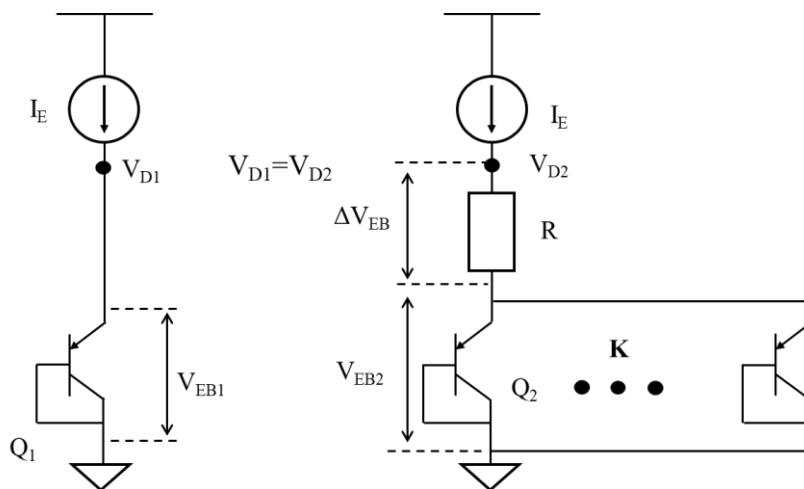 I_E
V_D1
V_EB1
Q_1
V_D1=V_D2
I_E
V_D2
ΔV_EB
R
V_EB2
Q_2
K